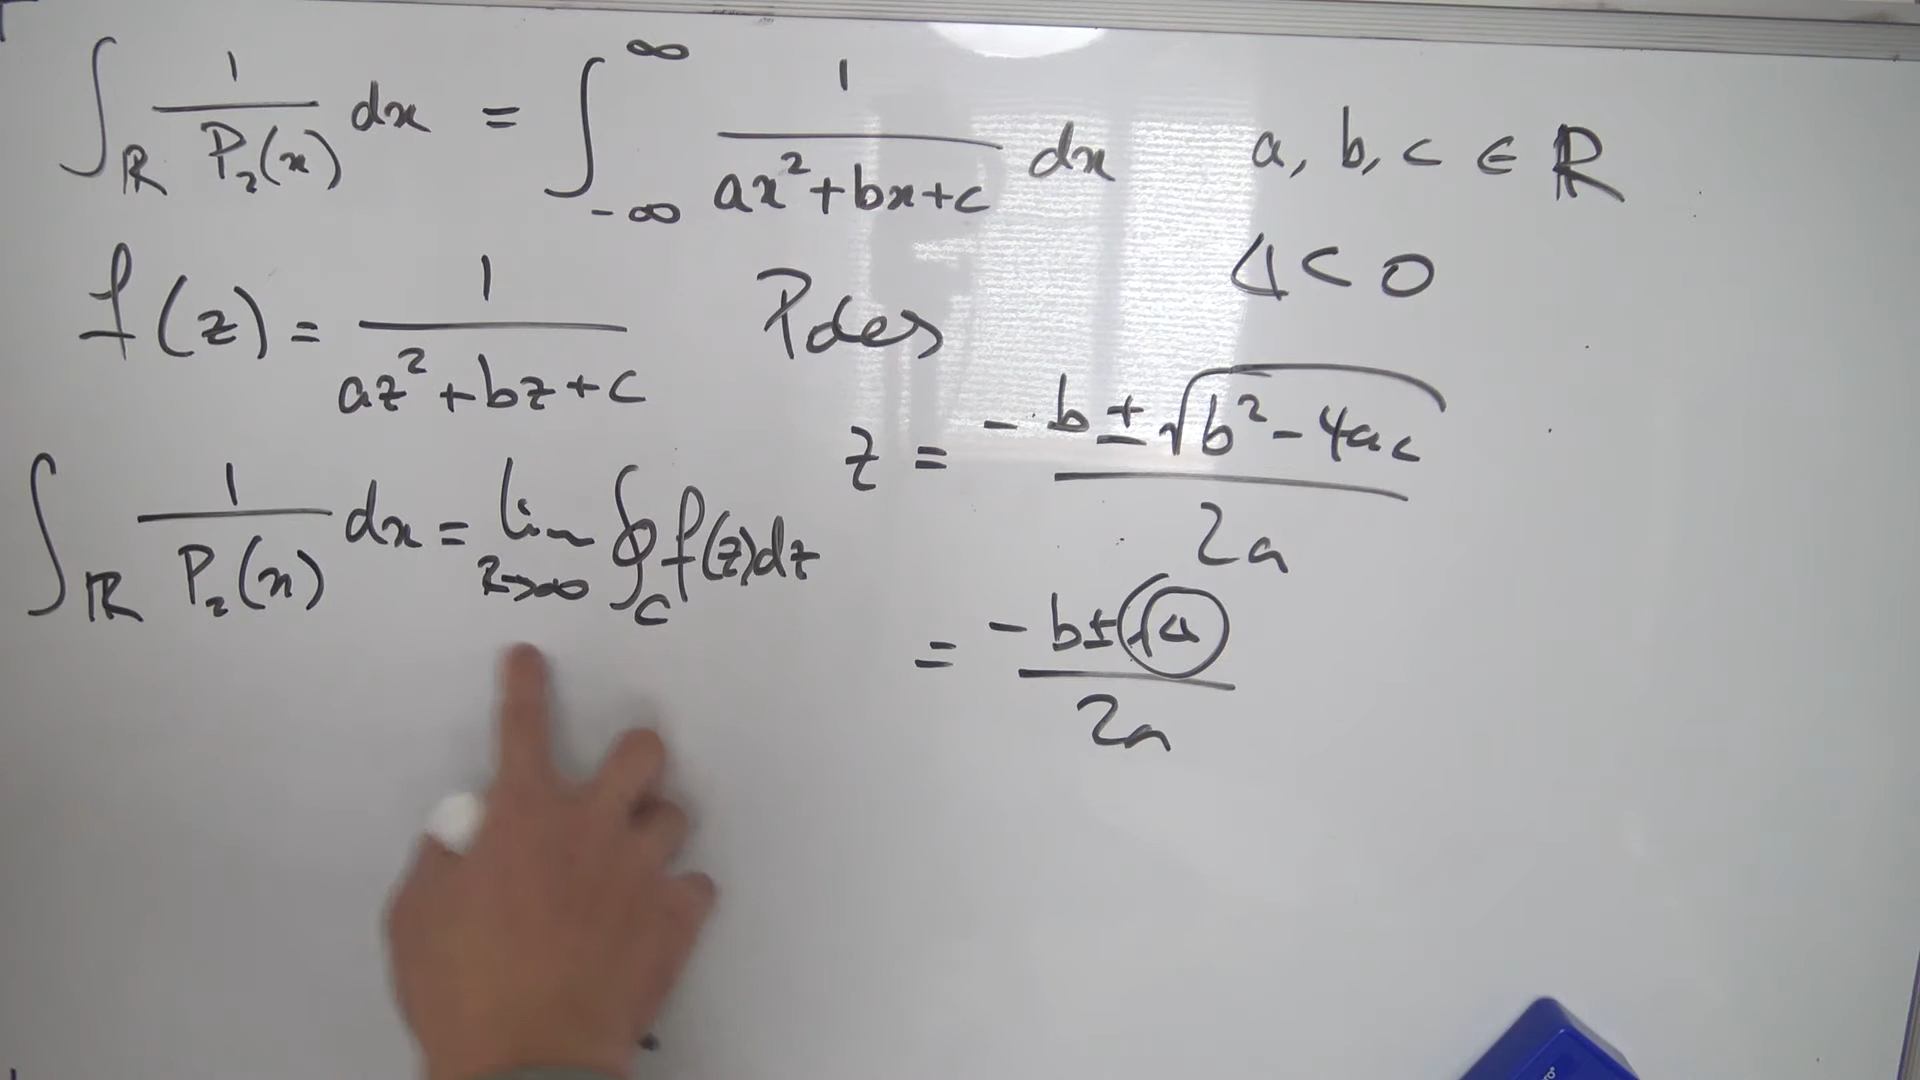 ∫_ℝ 1/P₂(x) dx = ∫_{-∞}^{∞} 1/(ax²+bx+c) dx a, b, c ∈ ℝ
Δ < 0
f(z) = 1/(az²+bz+c) Poles
z = (-b ± √(b²-4ac))/2a
∫_ℝ 1/P₂(x) dx = lim_{R→∞} ∮_C f(z)dz
= (-b±√Δ)/2a